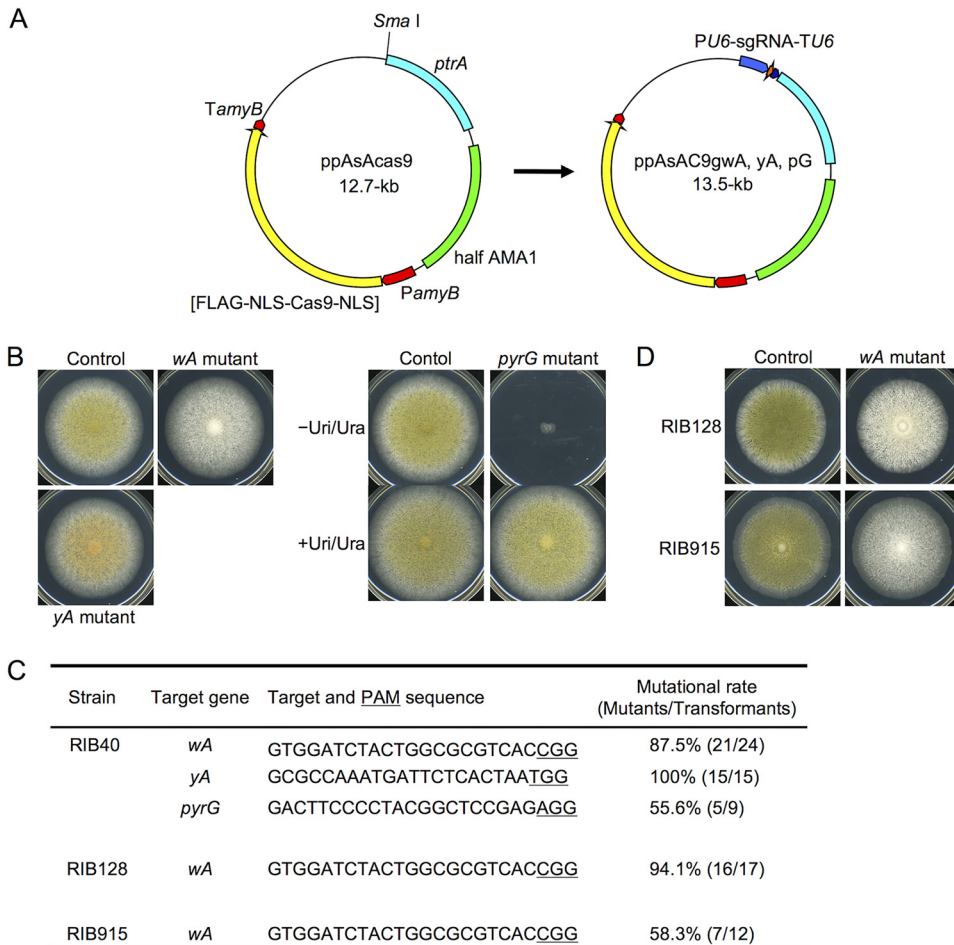 A
Sma I
ptrA
TamyB
ppAsAcas9
12.7-kb
half AMA1
PamyB
[FLAG-NLS-Cas9-NLS]
PU6-sgRNA-TU6
ppAsAC9gwA, yA, pG
13.5-kb
B
Control
wA mutant
yA mutant
Contol
pyrG mutant
−Uri/Ura
+Uri/Ura
D
Control
wA mutant
RIB128
RIB915
C
Strain Target gene Target and PAM sequence Mutational rate
(Mutants/Transformants)
RIB40 wA GTGGATCTACTGGCGCGTCACCGG 87.5% (21/24)
yA GCGCCAAATGATTCTCACTAATGG 100% (15/15)
pyrG GACTTCCCCTACGGCTCCGAGAGG 55.6% (5/9)
RIB128 wA GTGGATCTACTGGCGCGTCACCGG 94.1% (16/17)
RIB915 wA GTGGATCTACTGGCGCGTCACCGG 58.3% (7/12)